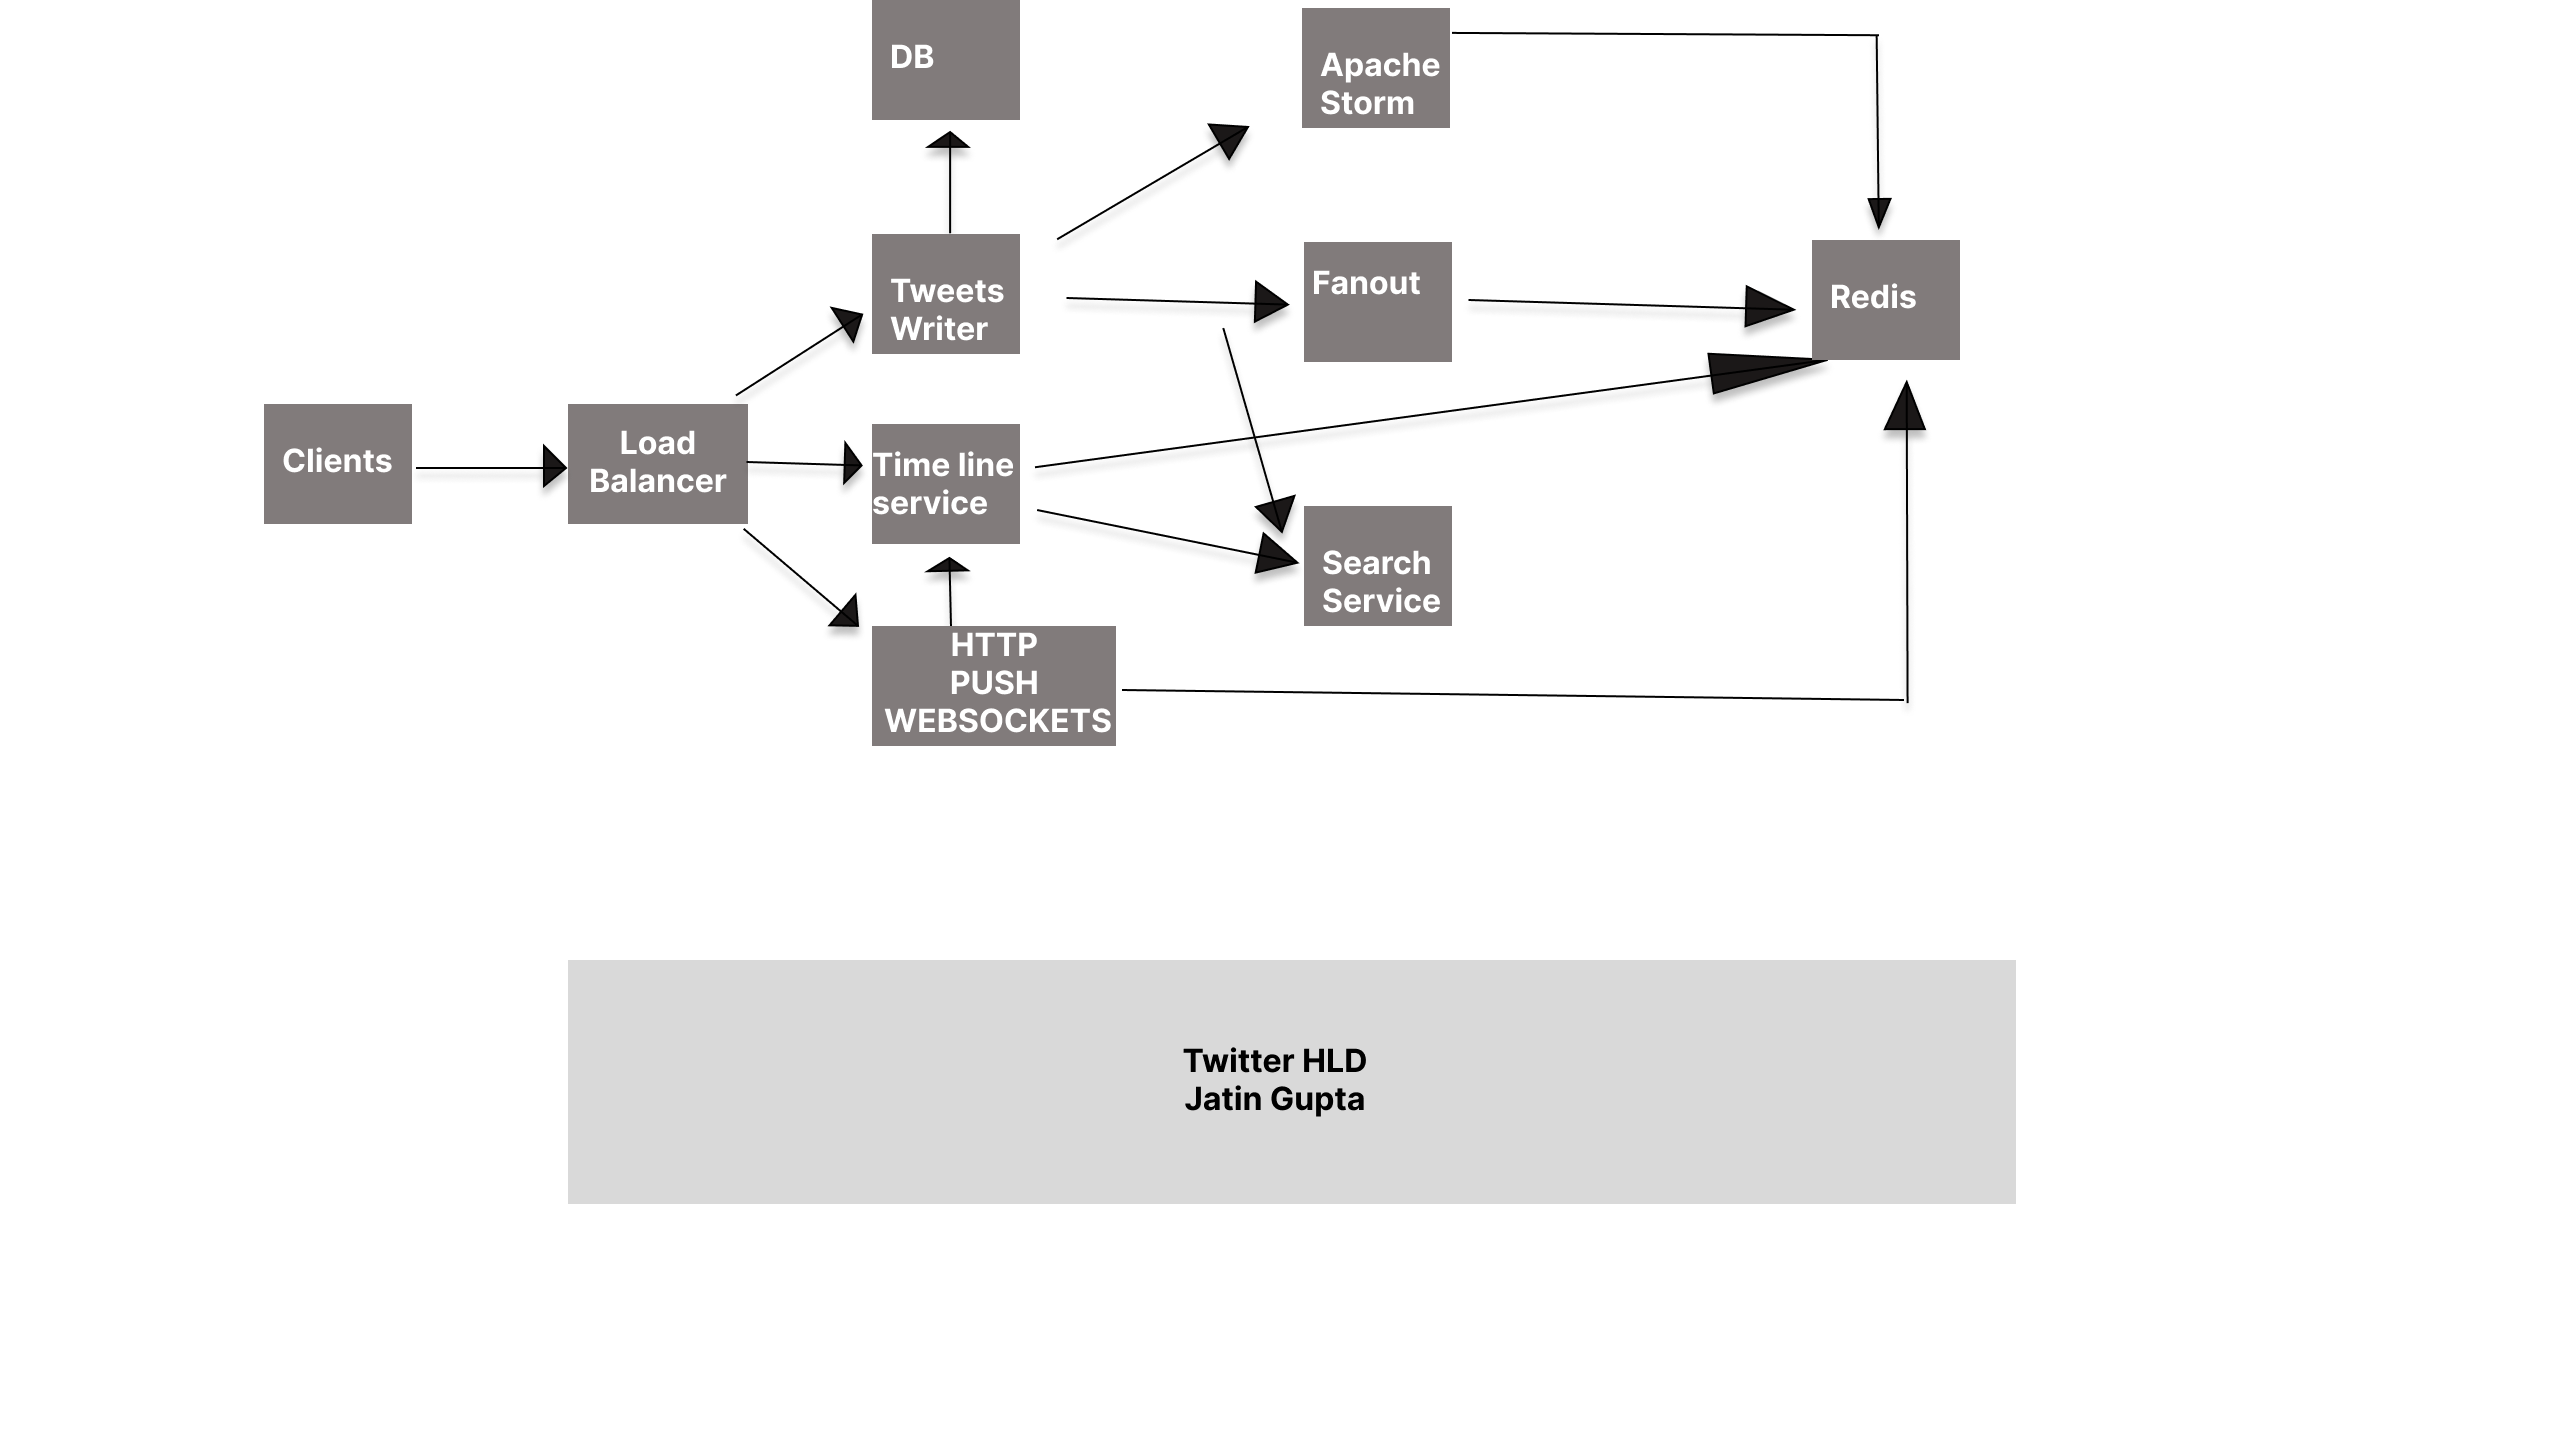 DB
Apache
Storm
Tweets
Writer
Fanout
Redis
Clients
Load
Balancer
Time line
service
Search
Service
HTTP
PUSH
WEBSOCKETS
Twitter HLD
Jatin Gupta